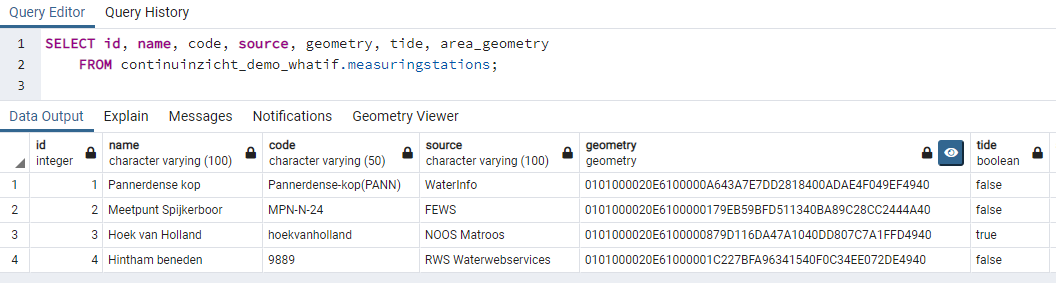 Query Editor Query History
1 SELECT id, name, code, source, geometry, tide, area_geometry
2 FROM continuinzicht_demo_whatif.measuringstations;
3
Data Output Explain Messages Notifications Geometry Viewer
id name code source geometry tide
integer character varying (100) character varying (50) character varying (100) geometry boolean
1 1 Pannerdense kop Pannerdense-kop(PANN) WaterInfo 0101000020E6100000A643A7E7DD2818400ADAE4F049EF4940 false
2 2 Meetpunt Spijkerboor MPN-N-24 FEWS 0101000020E6100000179EB59BFD511340BA89C28CC2444A40 false
3 3 Hoek van Holland hoekvanholland NOOS Matroos 0101000020E6100000879D116DA47A1040DD807C7A1FFD4940 true
4 4 Hintham beneden 9889 RWS Waterwebservices 0101000020E61000001C227BFA96341540F0C34EE072DE4940 false